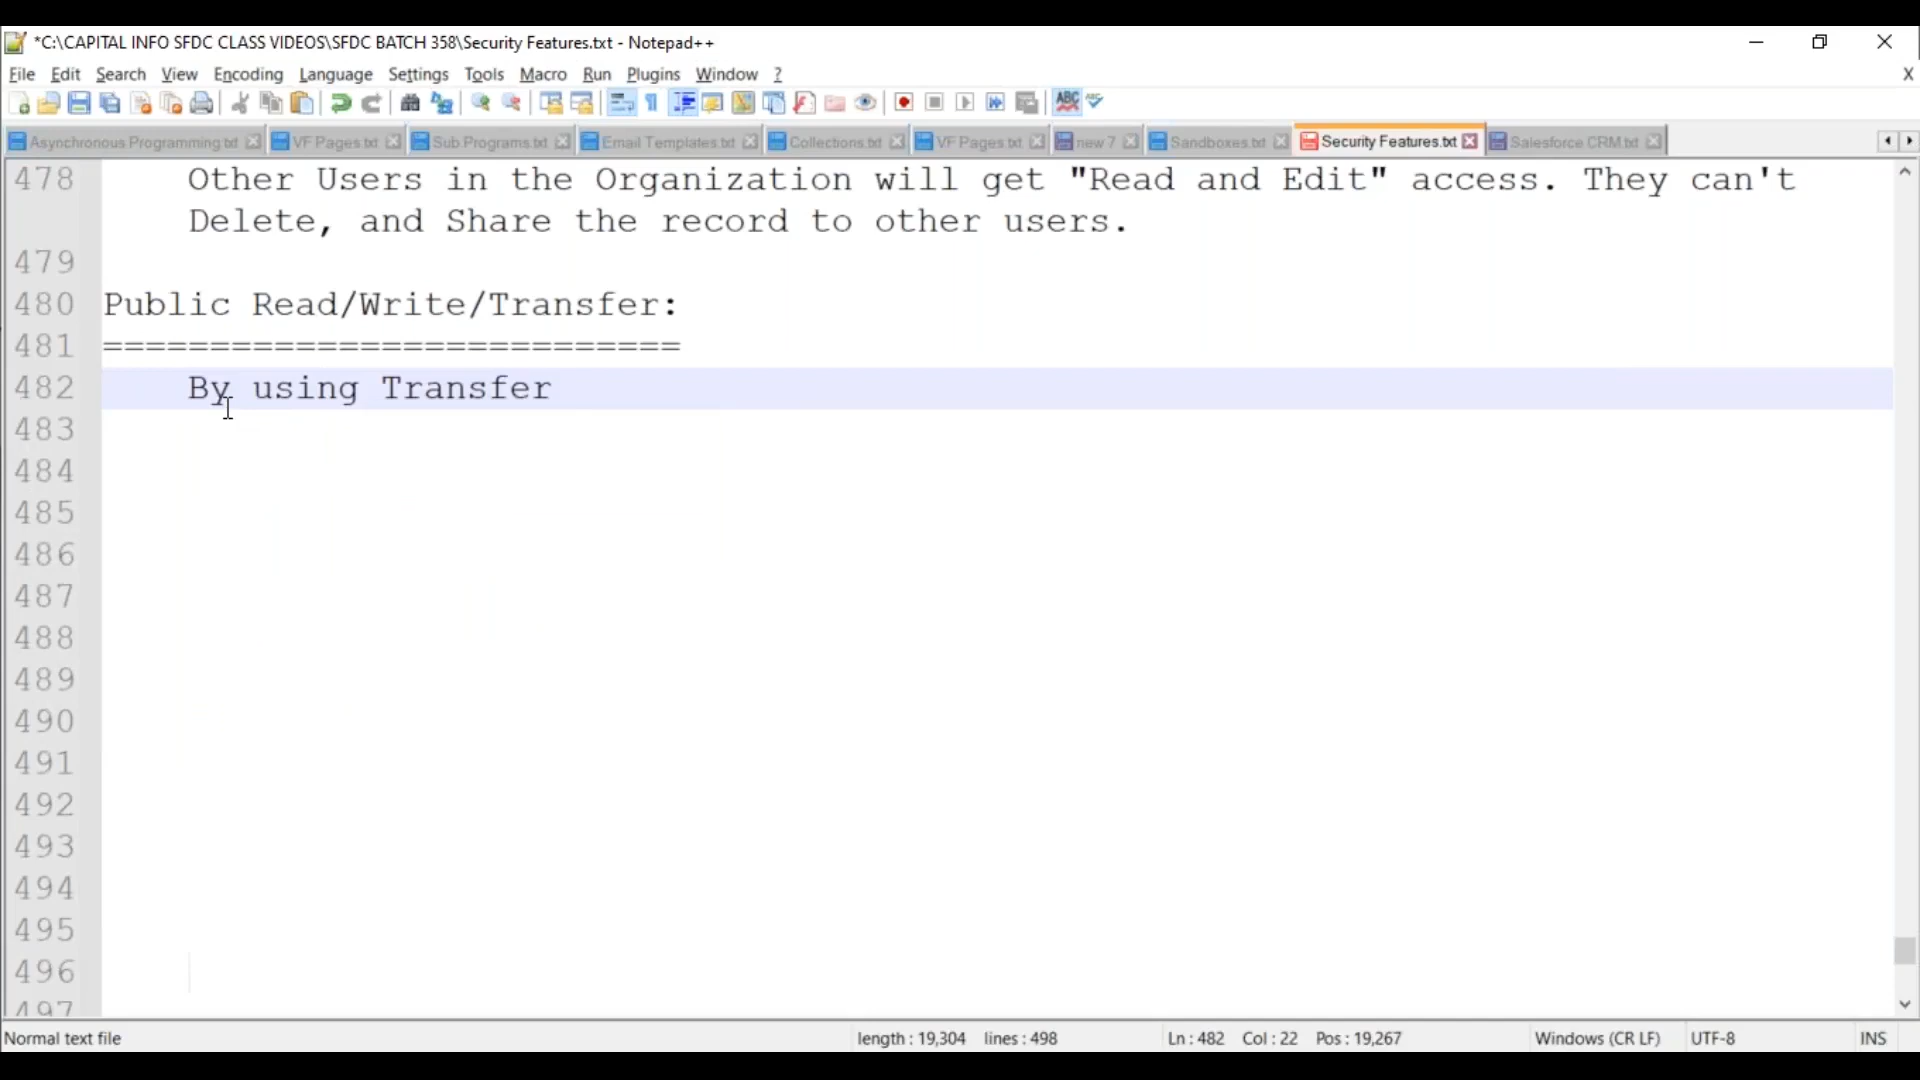 *C:\CAPITAL INFO SFDC CLASS VIDEOS\SFDC BATCH 358\Security Features.txt - Notepad++
File Edit Search View Encoding Language Settings Tools Macro Run Plugins Window ? X
Asynchronous Programming.txt VF Pages.txt Sub Programs.txt Email Templates.txt Collections.txt VF Pages.txt new 7 Sandboxes.txt Security Features.txt Salesforce CRM.txt
478 Other Users in the Organization will get "Read and Edit" access. They can't
Delete, and Share the record to other users.
479
480 Public Read/Write/Transfer:
481 ===========================
482 By using Transfer
483
484
485
486
487
488
489
490
491
492
493
494
495
496
497
Normal text file length : 19,304 lines : 498 Ln : 482 Col : 22 Pos : 19,267 Windows (CR LF) UTF-8 INS